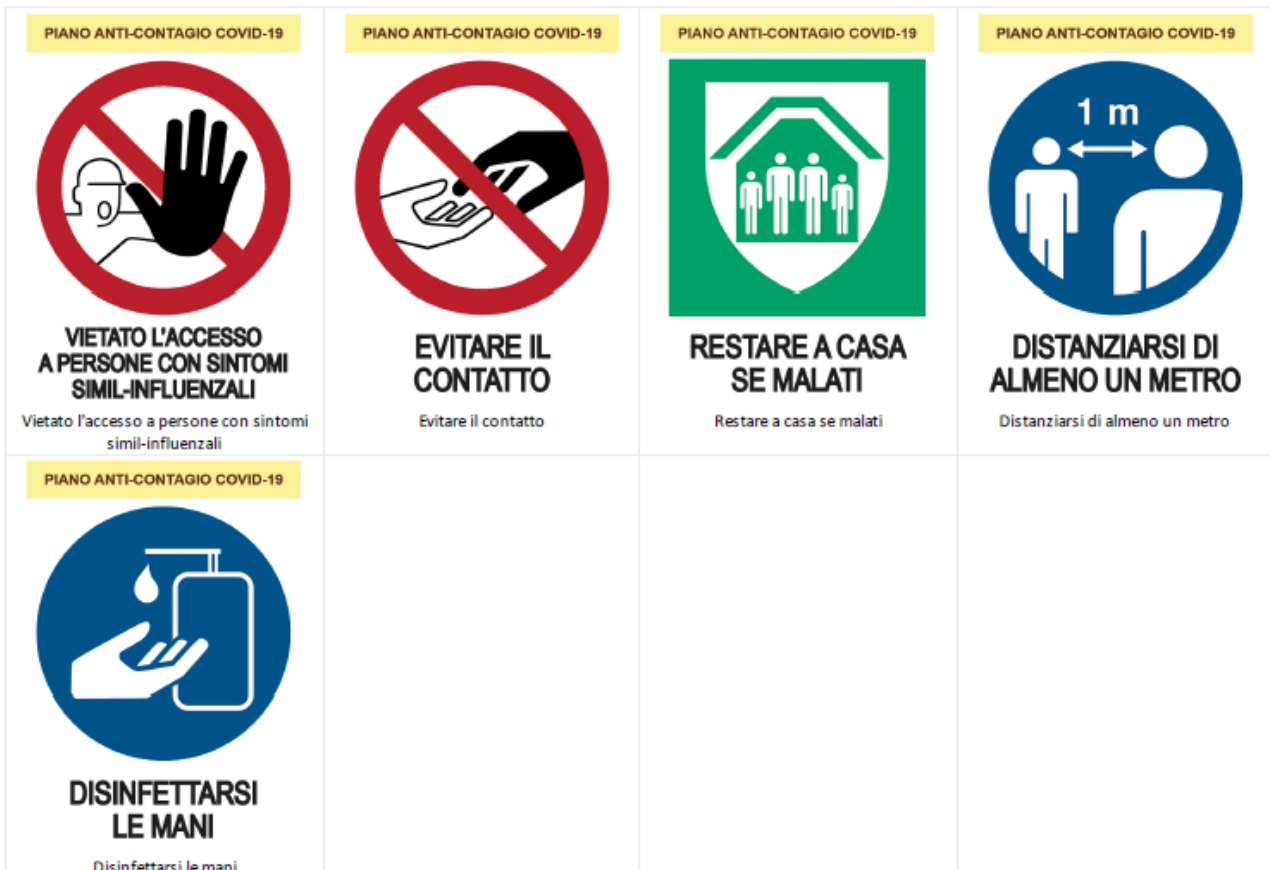 PIANO ANTI-CONTAGIO COVID-19
VIETATO L'ACCESSO
A PERSONE CON SINTOMI
SIMIL-INFLUENZALI
Vietato l'accesso a persone con sintomi
simil-influenzali
PIANO ANTI-CONTAGIO COVID-19
EVITARE IL
CONTATTO
Evitare il contatto
PIANO ANTI-CONTAGIO COVID-19
RESTARE A CASA
SE MALATI
Restare a casa se malati
PIANO ANTI-CONTAGIO COVID-19
1 m
DISTANZIARSI DI
ALMENO UN METRO
Distanziarsi di almeno un metro
PIANO ANTI-CONTAGIO COVID-19
DISINFETTARSI
LE MANI
Disinfettarsi le mani